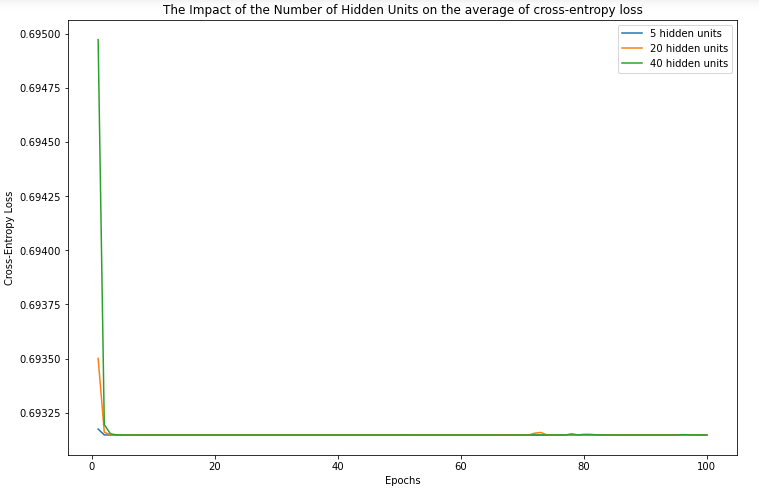 The Impact of the Number of Hidden Units on the average of cross-entropy loss
5 hidden units
20 hidden units
40 hidden units
0.69500
0.69475
0.69450
0.69425
0.69400
0.69375
0.69350
0.69325
Cross-Entropy Loss
0 20 40 60 80 100
Epochs